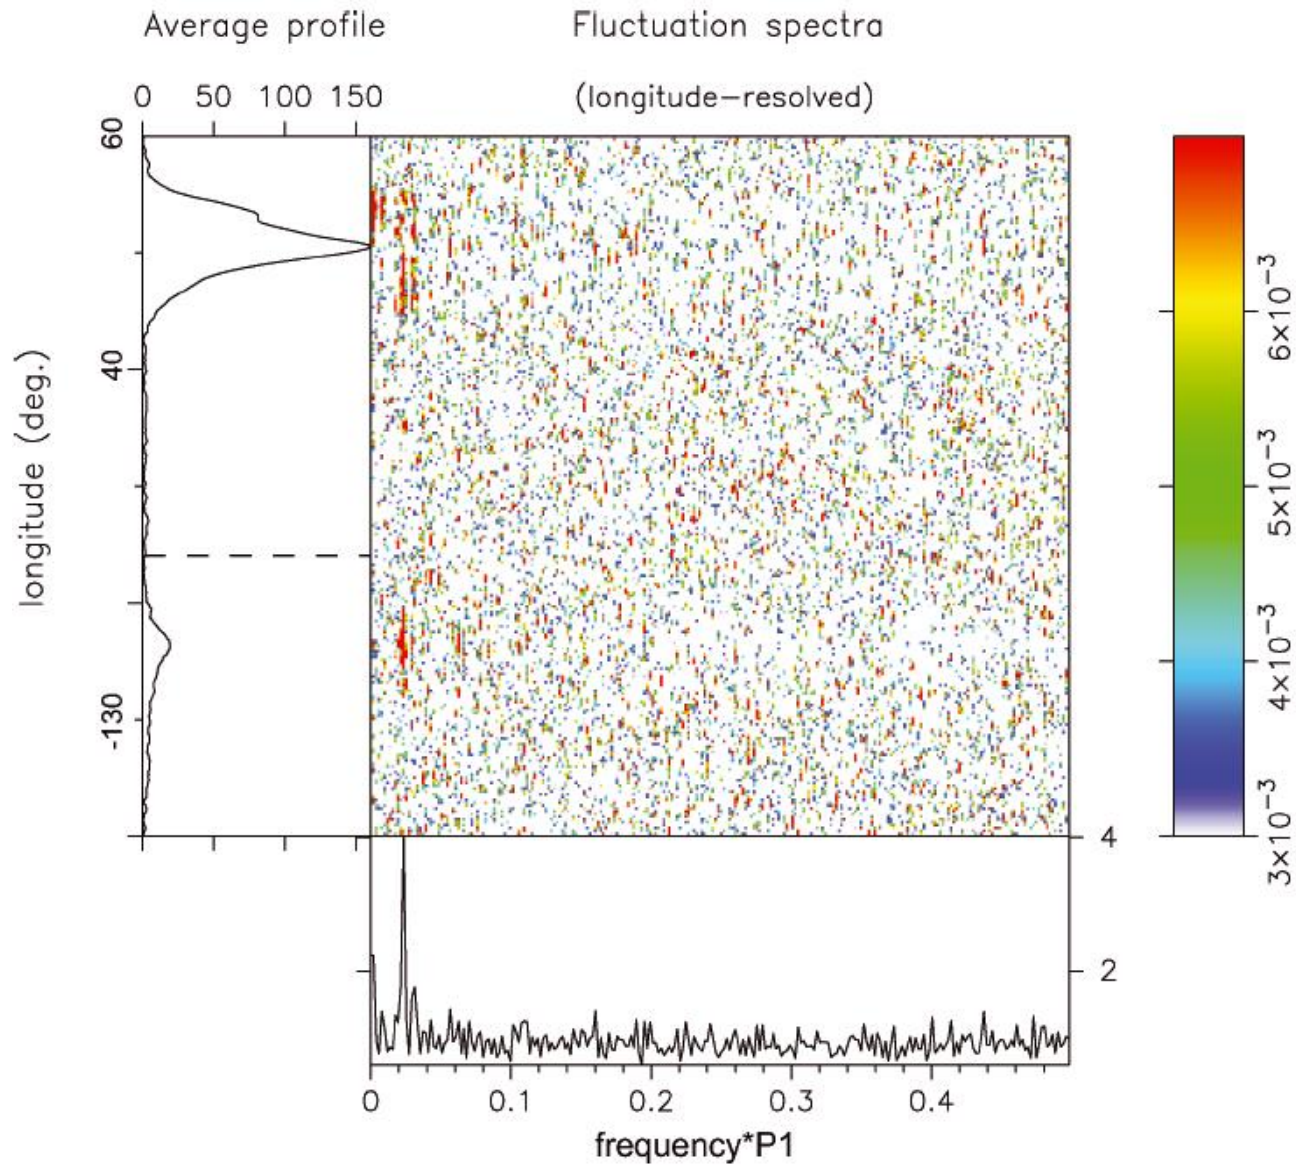 Average profile
Fluctuation spectra
0 50 100 150
(longitude-resolved)
60
40
-130
longitude (deg.)
6×10⁻³
5×10⁻³
4×10⁻³
3×10⁻³
4
2
0 0.1 0.2 0.3 0.4
frequency*P1